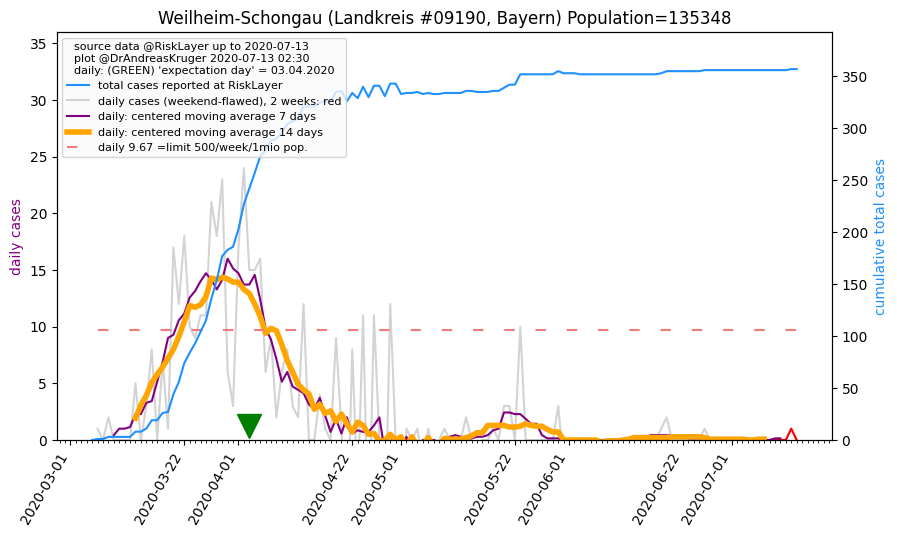 Weilheim-Schongau (Landkreis #09190, Bayern) Population=135348
source data @RiskLayer up to 2020-07-13
plot @DrAndreasKruger 2020-07-13 02:30
daily: (GREEN) 'expectation day' = 03.04.2020
total cases reported at RiskLayer
daily cases (weekend-flawed), 2 weeks: red
daily: centered moving average 7 days
daily: centered moving average 14 days
daily 9.67 =limit 500/week/1mio pop.
daily cases
35
30
25
20
15
10
5
0
cumulative total cases
350
300
250
200
150
100
50
0
2020-03-01
2020-03-22
2020-04-01
2020-04-22
2020-05-01
2020-05-22
2020-06-01
2020-06-22
2020-07-01